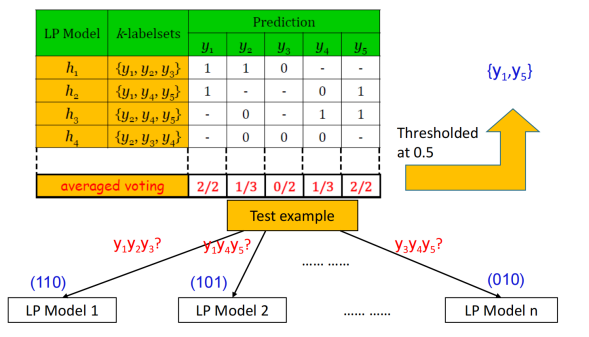 LP Model k-labelsets Prediction
y₁ y₂ y₃ y₄ y₅
h₁ {y₁, y₂, y₃} 1 1 0 - -
h₂ {y₁, y₄, y₅} 1 - - 0 1
h₃ {y₂, y₄, y₅} - 0 - 1 1
h₄ {y₂, y₃, y₄} - 0 0 0 -
averaged voting 2/2 1/3 0/2 1/3 2/2
{y₁,y₅}
Thresholded
at 0.5
Test example
y₁y₂y₃? y₁y₄y₅? y₃y₄y₅?
...... ......
(110) (101) (010)
LP Model 1 LP Model 2 ...... ...... LP Model n